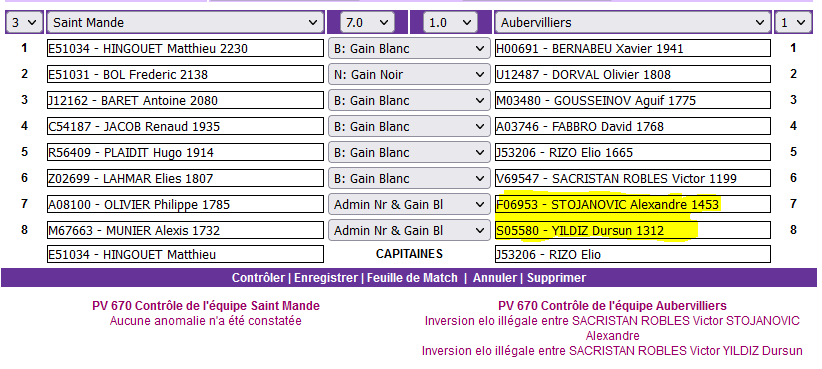 3 Saint Mande 7.0 1.0 Aubervilliers 1
1 E51034 - HINGOUET Matthieu 2230 B: Gain Blanc H00691 - BERNABEU Xavier 1941 1
2 E51031 - BOL Frederic 2138 N: Gain Noir U12487 - DORVAL Olivier 1808 2
3 J12162 - BARET Antoine 2080 B: Gain Blanc M03480 - GOUSSEINOV Aguif 1775 3
4 C54187 - JACOB Renaud 1935 B: Gain Blanc A03746 - FABBRO David 1768 4
5 R56409 - PLAIDIT Hugo 1914 B: Gain Blanc J53206 - RIZO Elio 1665 5
6 Z02699 - LAHMAR Elies 1807 B: Gain Blanc V69547 - SACRISTAN ROBLES Victor 1199 6
7 A08100 - OLIVIER Philippe 1785 Admin Nr & Gain Bl F06953 - STOJANOVIC Alexandre 1453 7
8 M67663 - MUNIER Alexis 1732 Admin Nr & Gain Bl S05580 - YILDIZ Dursun 1312 8
E51034 - HINGOUET Matthieu CAPITAINES J53206 - RIZO Elio
Contrôler | Enregistrer | Feuille de Match | Annuler | Supprimer
PV 670 Contrôle de l'équipe Saint Mande
Aucune anomalie n'a été constatée
PV 670 Contrôle de l'équipe Aubervilliers
Inversion elo illégale entre SACRISTAN ROBLES Victor STOJANOVIC
Alexandre
Inversion elo illégale entre SACRISTAN ROBLES Victor YILDIZ Dursun